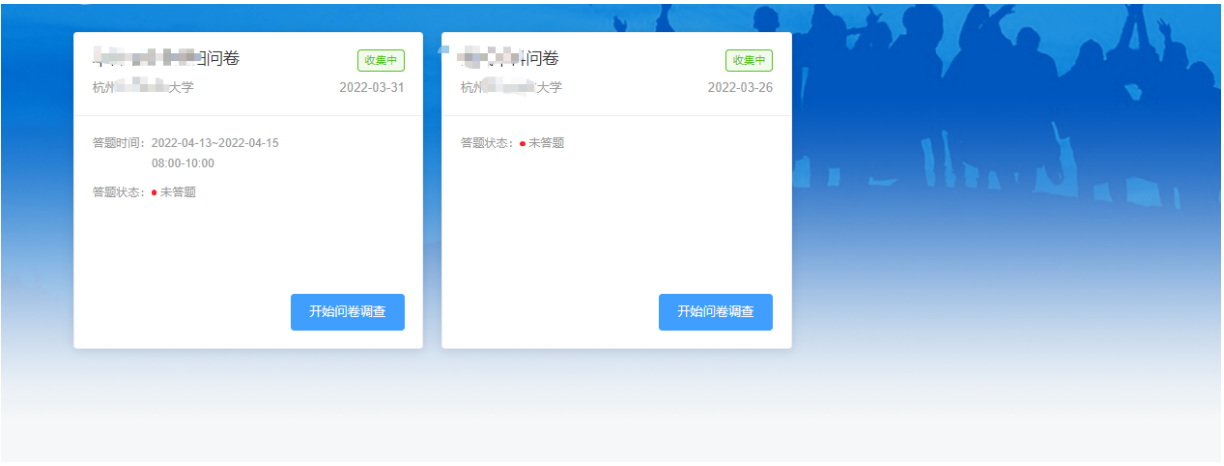 问卷
收集中
杭州
大学
2022-03-31
答题时间：2022-04-13~2022-04-15
08:00-10:00
答题状态：未答题
开始问卷调查
问卷
收集中
杭州
大学
2022-03-26
答题状态：未答题
开始问卷调查